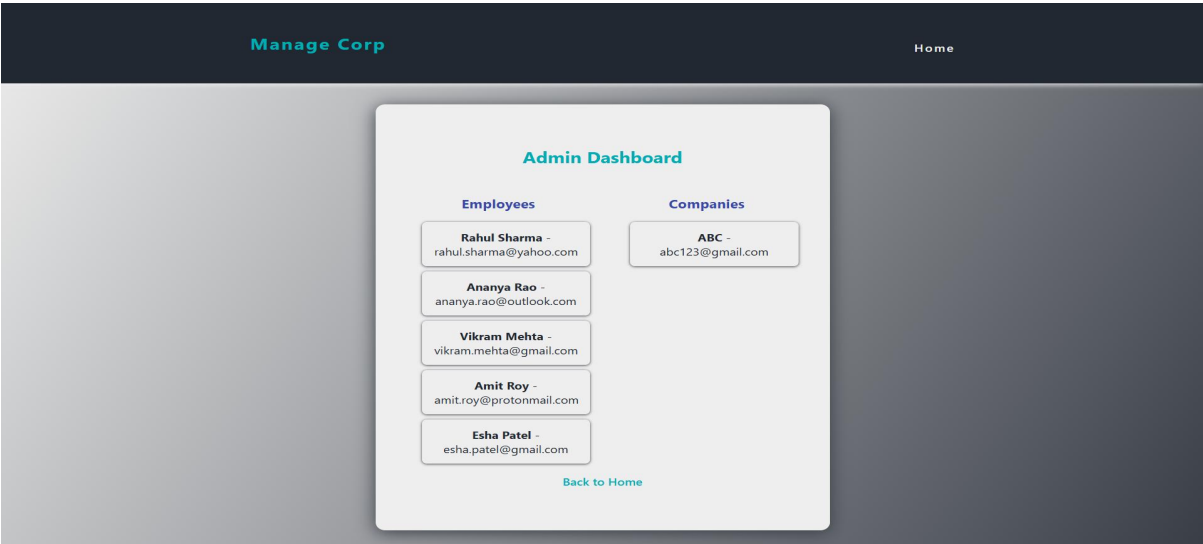 Manage Corp
Home
Admin Dashboard
Employees
Rahul Sharma -
rahul.sharma@yahoo.com
Ananya Rao -
ananya.rao@outlook.com
Vikram Mehta -
vikram.mehta@gmail.com
Amit Roy -
amit.roy@protonmail.com
Esha Patel -
esha.patel@gmail.com
Companies
ABC -
abc123@gmail.com
Back to Home